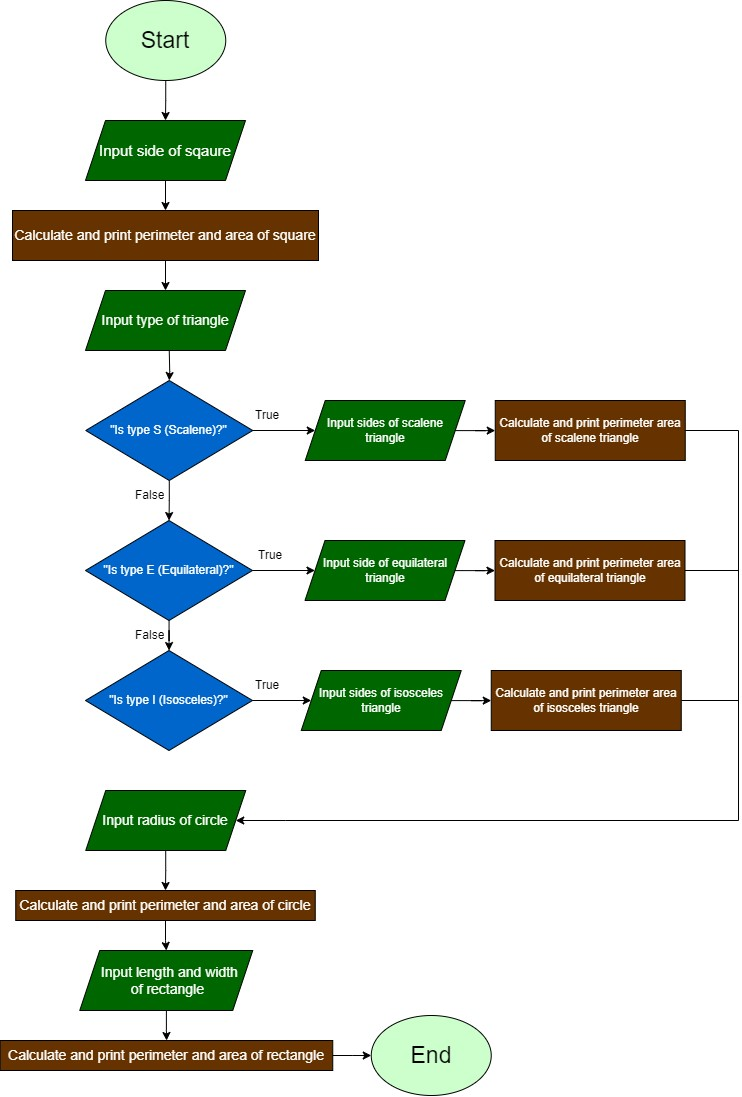 Start
Input side of sqaure
Calculate and print perimeter and area of square
Input type of triangle
"Is type S (Scalene)?"
True
Input sides of scalene
triangle
Calculate and print perimeter area
of scalene triangle
False
"Is type E (Equilateral)?"
True
Input side of equilateral
triangle
Calculate and print perimeter area
of equilateral triangle
False
"Is type I (Isosceles)?"
True
Input sides of isosceles
triangle
Calculate and print perimeter area
of isosceles triangle
Input radius of circle
Calculate and print perimeter and area of circle
Input length and width
of rectangle
Calculate and print perimeter and area of rectangle
End